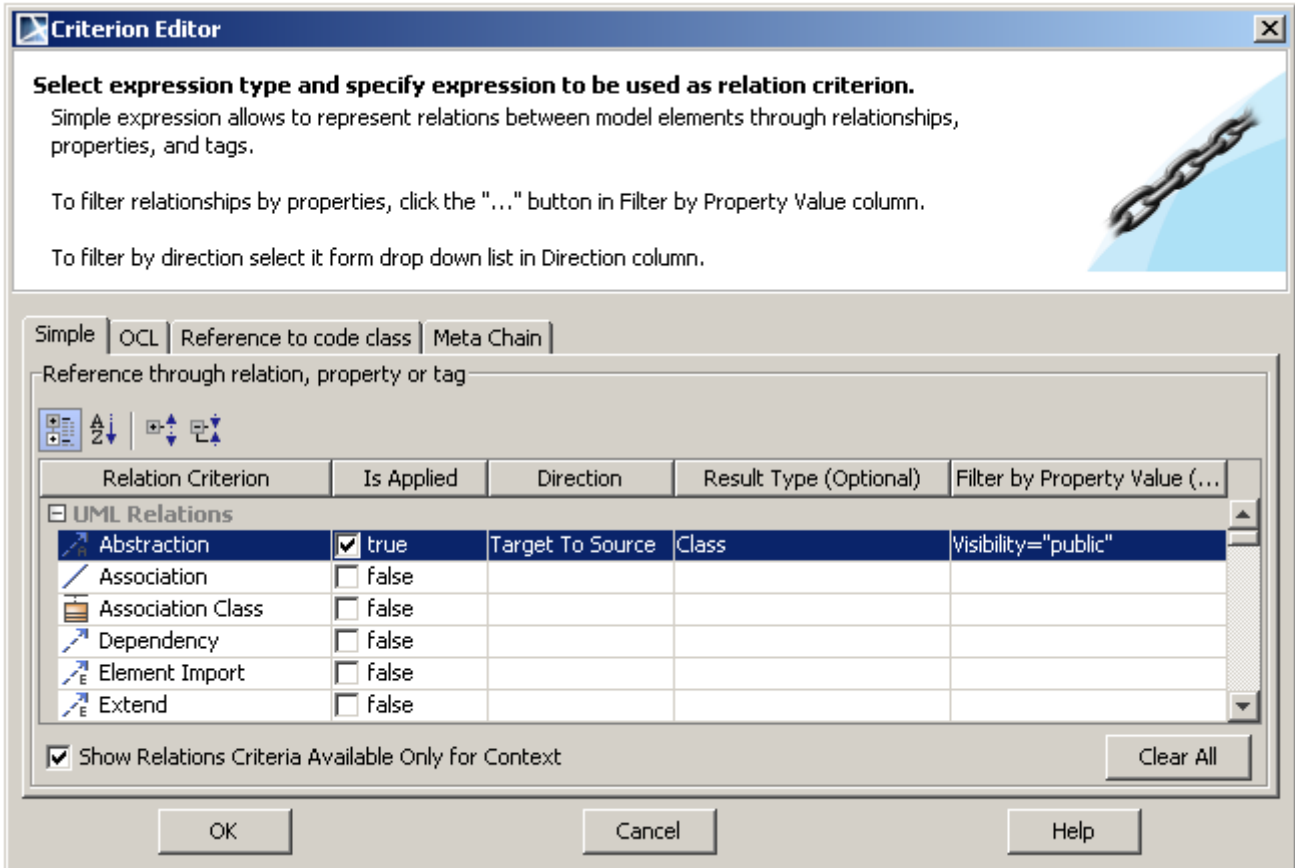 Criterion Editor
Select expression type and specify expression to be used as relation criterion.
Simple expression allows to represent relations between model elements through relationships,
properties, and tags.
To filter relationships by properties, click the "..." button in Filter by Property Value column.
To filter by direction select it form drop down list in Direction column.
Simple OCL Reference to code class Meta Chain
Reference through relation, property or tag
Relation Criterion Is Applied Direction Result Type (Optional) Filter by Property Value (...
UML Relations
Abstraction true Target To Source Class Visibility="public"
Association false
Association Class false
Dependency false
Element Import false
Extend false
Show Relations Criteria Available Only for Context Clear All
OK Cancel Help